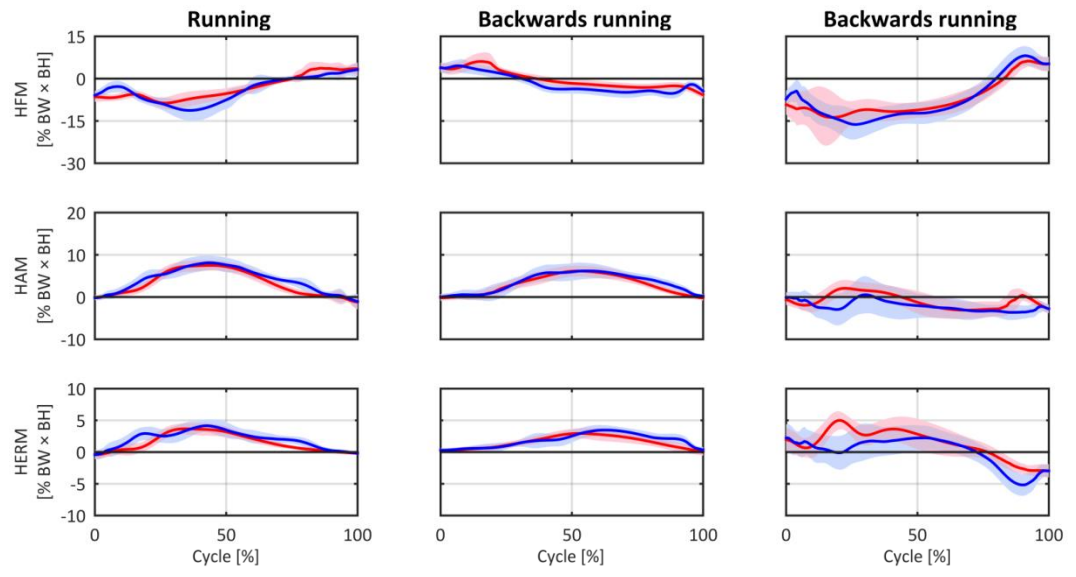 Running Backwards running Backwards running
HFM
[% BW × BH]
15
0
-15
-30
HAM
[% BW × BH]
20
10
0
-10
HERM
[% BW × BH]
10
5
0
-5
-10
0 50 100 0 50 100 0 50 100
Cycle [%] Cycle [%] Cycle [%]